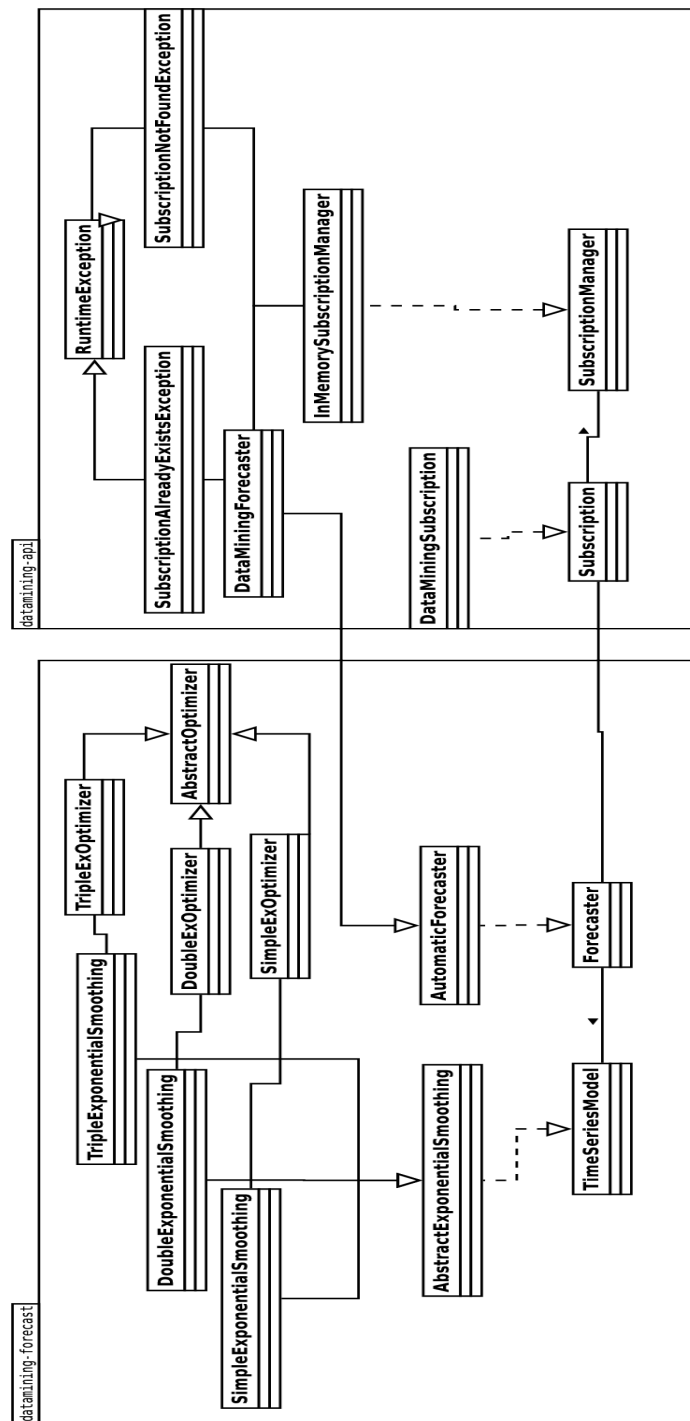 datamining-forecast
datamining-api
TripleExponentialSmoothing
TripleExOptimizer
RuntimeException
DoubleExponentialSmoothing
DoubleExOptimizer
AbstractOptimizer
SubscriptionAlreadyExistsException
SubscriptionNotFoundException
SimpleExponentialSmoothing
SimpleExOptimizer
DataMiningForecaster
InMemorySubscriptionManager
AbstractExponentialSmoothing
AutomaticForecaster
DataMiningSubscription
TimeSeriesModel
Forecaster
Subscription
SubscriptionManager